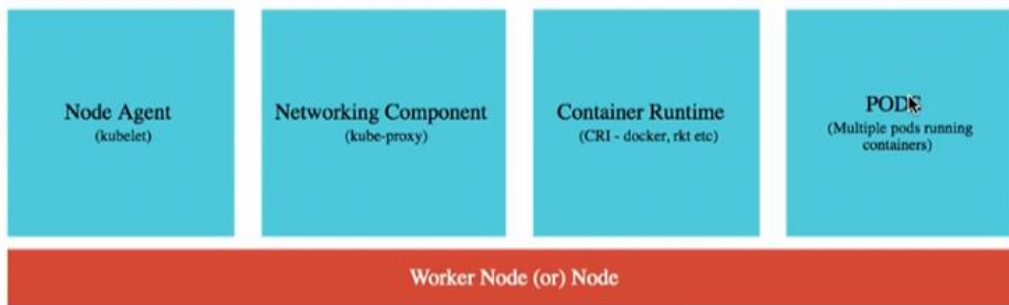 Node Agent
(kubelet)
Networking Component
(kube-proxy)
Container Runtime
(CRI - docker, rkt etc)
PODS
(Multiple pods running
containers)
Worker Node (or) Node